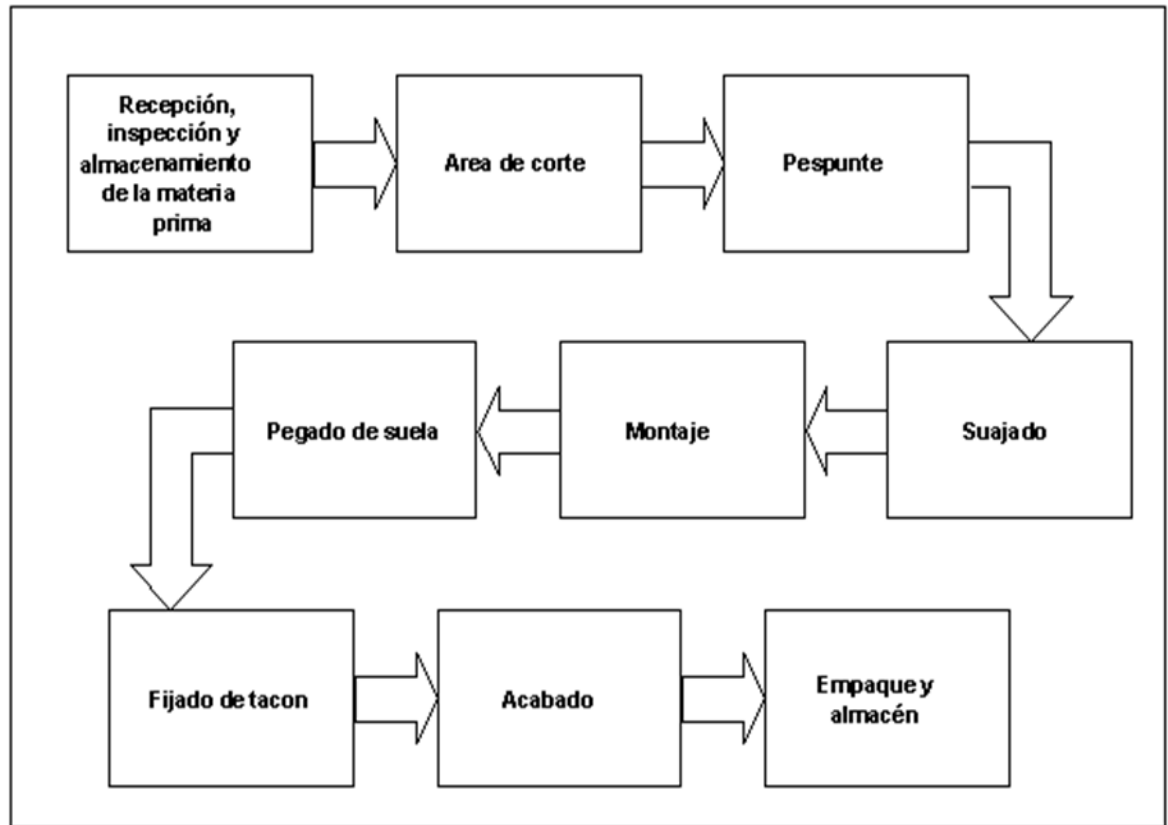 Recepción,
inspección y
almacenamiento
de la materia
prima
Area de corte
Pespunte
Suajado
Montaje
Pegado de suela
Fijado de tacon
Acabado
Empaque y
almacén